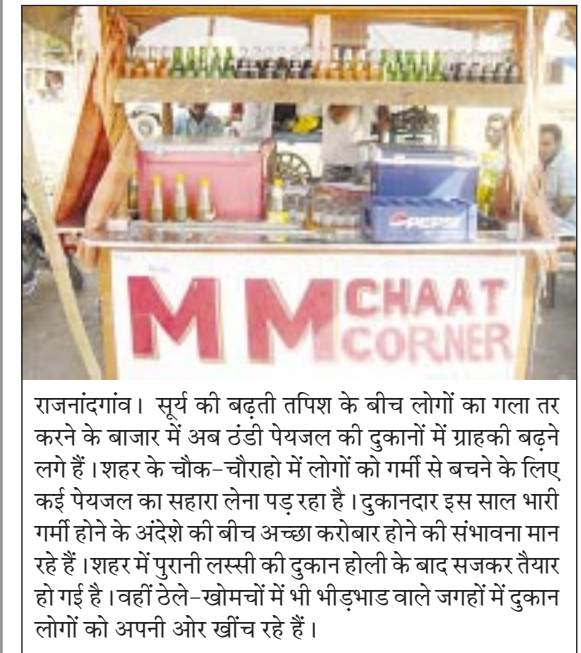 PEPSI
MM CHAAT
CORNER
राजनांदगांव। सूर्य की बढ़ती तपिश के बीच लोगों का गला तर
करने के बाजार में अब ठंडी पेयजल की दुकानों में ग्राहकी बढ़ने
लगे हैं। शहर के चौक-चौराहो में लोगों को गर्मी से बचने के लिए
कई पेयजल का सहारा लेना पड़ रहा है। दुकानदार इस साल भारी
गर्मी होने के अंदेशे की बीच अच्छा करोबार होने की संभावना मान
रहे हैं। शहर में पुरानी लस्सी की दुकान होली के बाद सजकर तैयार
हो गई है। वहीं ठेले-खोमचों में भी भीड़भाड वाले जगहों में दुकान
लोगों को अपनी ओर खींच रहे हैं।